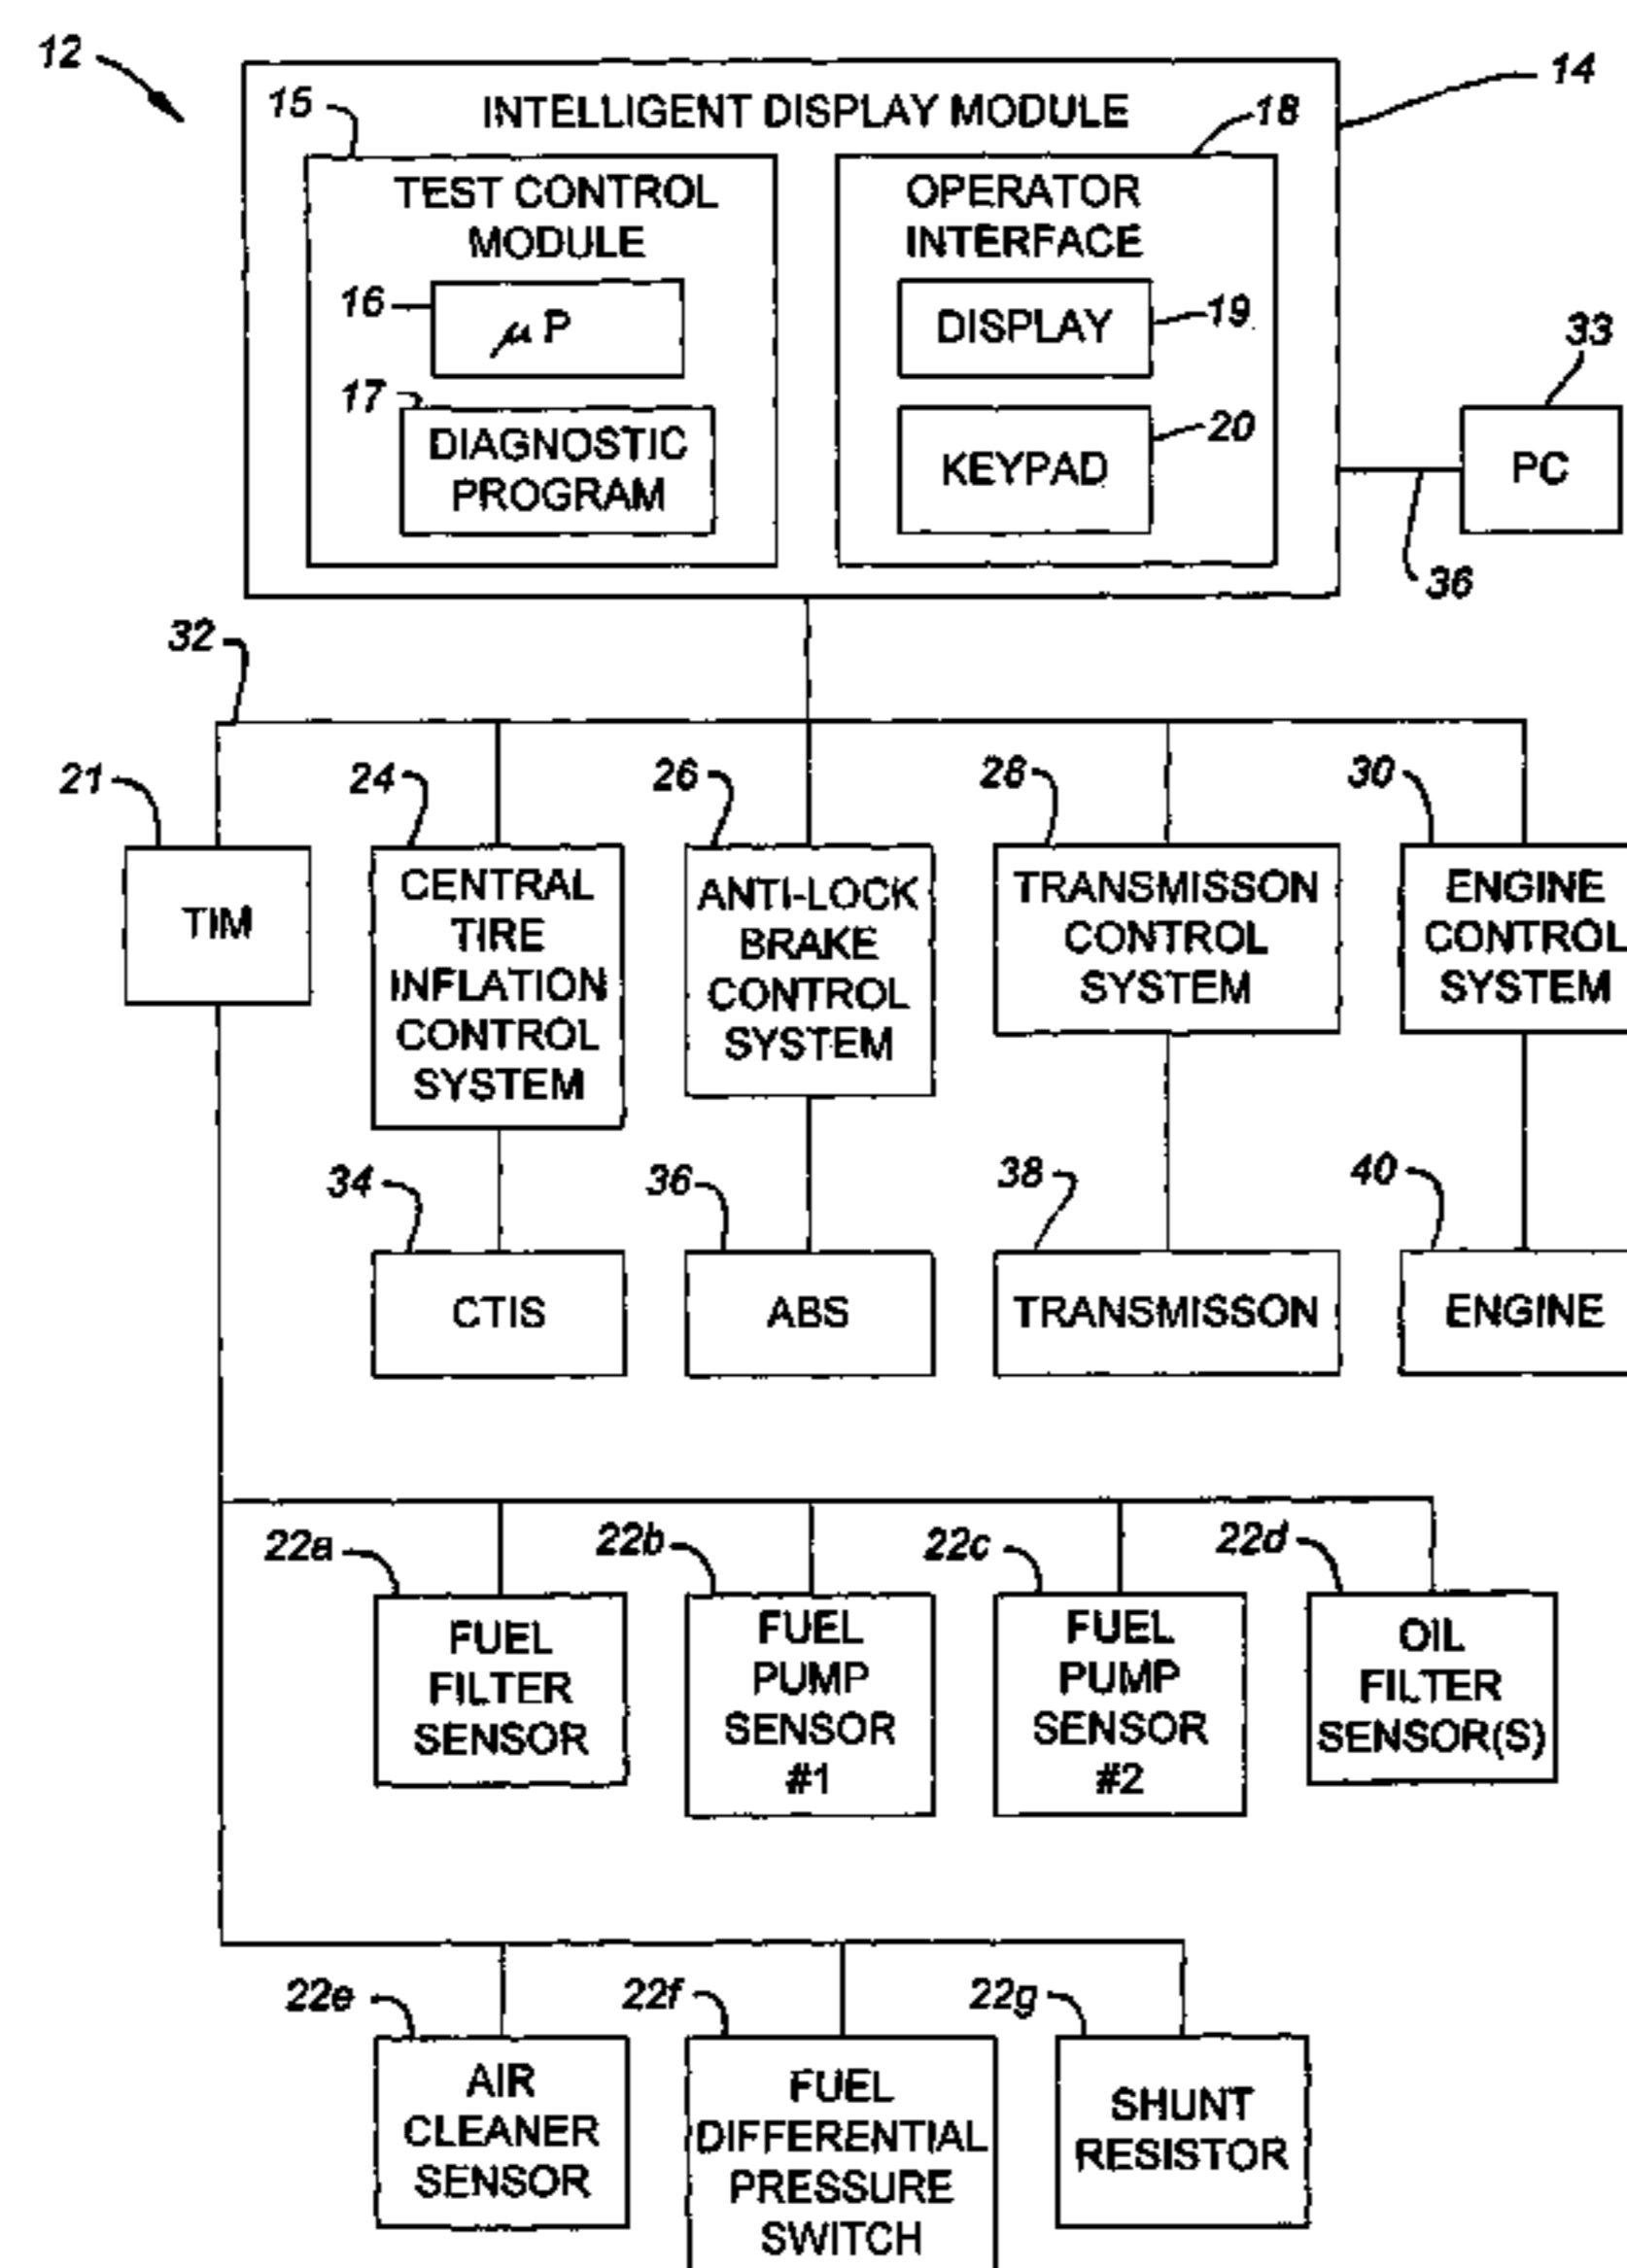 12
14
INTELLIGENT DISPLAY MODULE
15
18
TEST CONTROL
MODULE
OPERATOR
INTERFACE
16
µP
DISPLAY
19
33
17
DIAGNOSTIC
PROGRAM
KEYPAD
20
PC
36
32
21
24
26
28
30
TIM
CENTRAL
TIRE
INFLATION
CONTROL
SYSTEM
ANTI-LOCK
BRAKE
CONTROL
SYSTEM
TRANSMISSON
CONTROL
SYSTEM
ENGINE
CONTROL
SYSTEM
34
36
38
40
CTIS
ABS
TRANSMISSON
ENGINE
22a
22b
22c
22d
FUEL
FILTER
SENSOR
FUEL
PUMP
SENSOR
#1
FUEL
PUMP
SENSOR
#2
OIL
FILTER
SENSOR(S)
22e
22f
22g
AIR
CLEANER
SENSOR
FUEL
DIFFERENTIAL
PRESSURE
SWITCH
SHUNT
RESISTOR